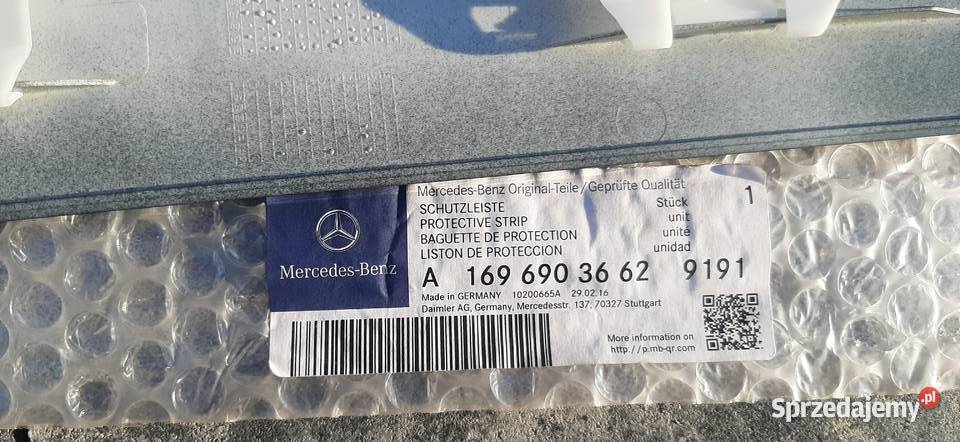 Mercedes-Benz Original-Teile/Geprüfte Qualität
SCHUTZLEISTE Stück 1
PROTECTIVE STRIP unit
BAGUETTE DE PROTECTION unité
LISTON DE PROTECCION unidad
Mercedes-Benz
A 169 690 36 62 9191
Made in GERMANY 10200665A 29.02.16
Daimler AG, Germany, Mercedesstr. 137, 70327 Stuttgart
More information on
http://p.mb-qr.com
Sprzedajemy.pl